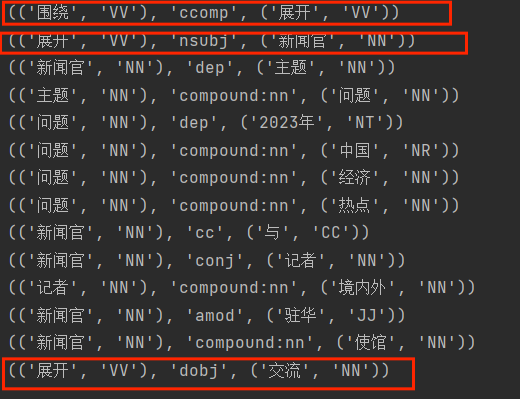 (('围绕', 'VV'), 'ccomp', ('展开', 'VV'))
(('展开', 'VV'), 'nsubj', ('新闻官', 'NN'))
(('新闻官', 'NN'), 'dep', ('主题', 'NN'))
(('主题', 'NN'), 'compound:nn', ('问题', 'NN'))
(('问题', 'NN'), 'dep', ('2023年', 'NT'))
(('问题', 'NN'), 'compound:nn', ('中国', 'NR'))
(('问题', 'NN'), 'compound:nn', ('经济', 'NN'))
(('问题', 'NN'), 'compound:nn', ('热点', 'NN'))
(('新闻官', 'NN'), 'cc', ('与', 'CC'))
(('新闻官', 'NN'), 'conj', ('记者', 'NN'))
(('记者', 'NN'), 'compound:nn', ('境内外', 'NN'))
(('新闻官', 'NN'), 'amod', ('驻华', 'JJ'))
(('新闻官', 'NN'), 'compound:nn', ('使馆', 'NN'))
(('展开', 'VV'), 'dobj', ('交流', 'NN'))